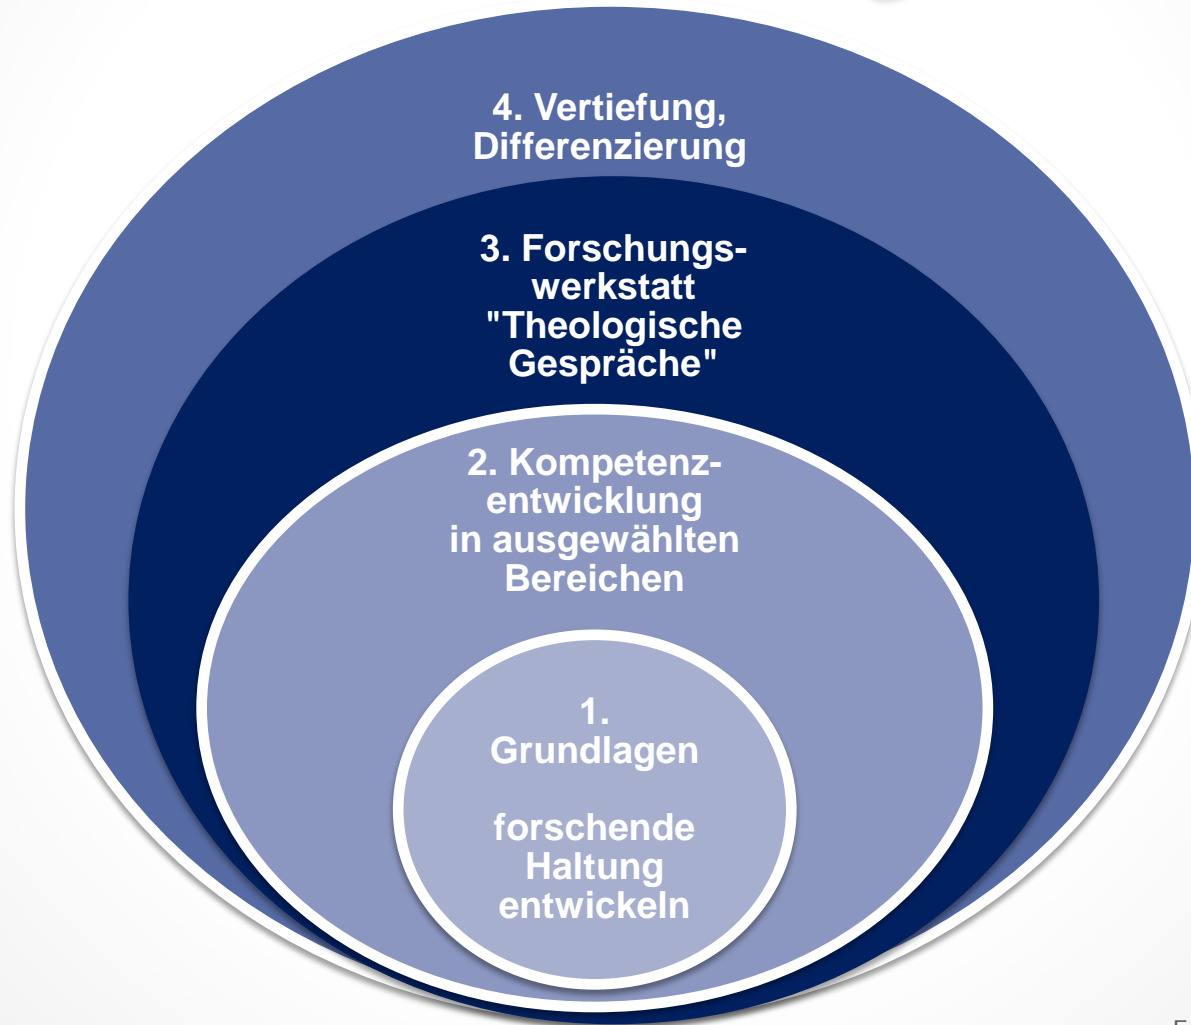 4. Vertiefung,
Differenzierung
3. Forschungs-
werkstatt
"Theologische
Gespräche"
2. Kompetenz-
entwicklung
in ausgewählten
Bereichen
1.
Grundlagen
forschende
Haltung
entwickeln